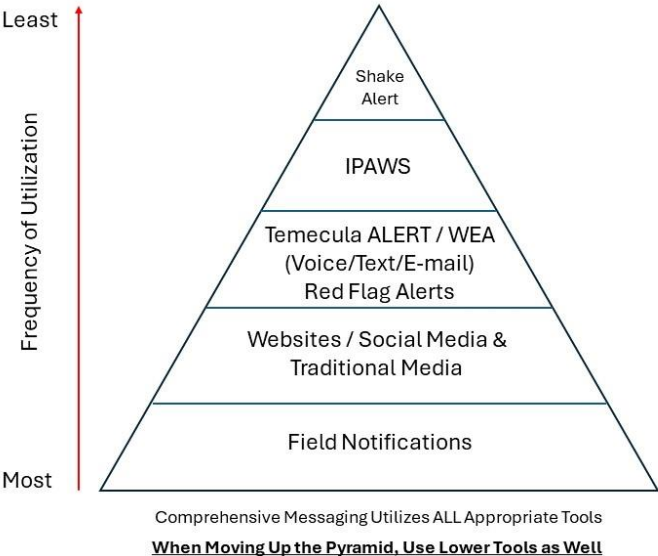 Least
Shake
Alert
IPAWS
Frequency of Utilization
Temecula ALERT / WEA
(Voice/Text/E-mail)
Red Flag Alerts
Websites / Social Media &
Traditional Media
Field Notifications
Most
Comprehensive Messaging Utilizes ALL Appropriate Tools
When Moving Up the Pyramid, Use Lower Tools as Well